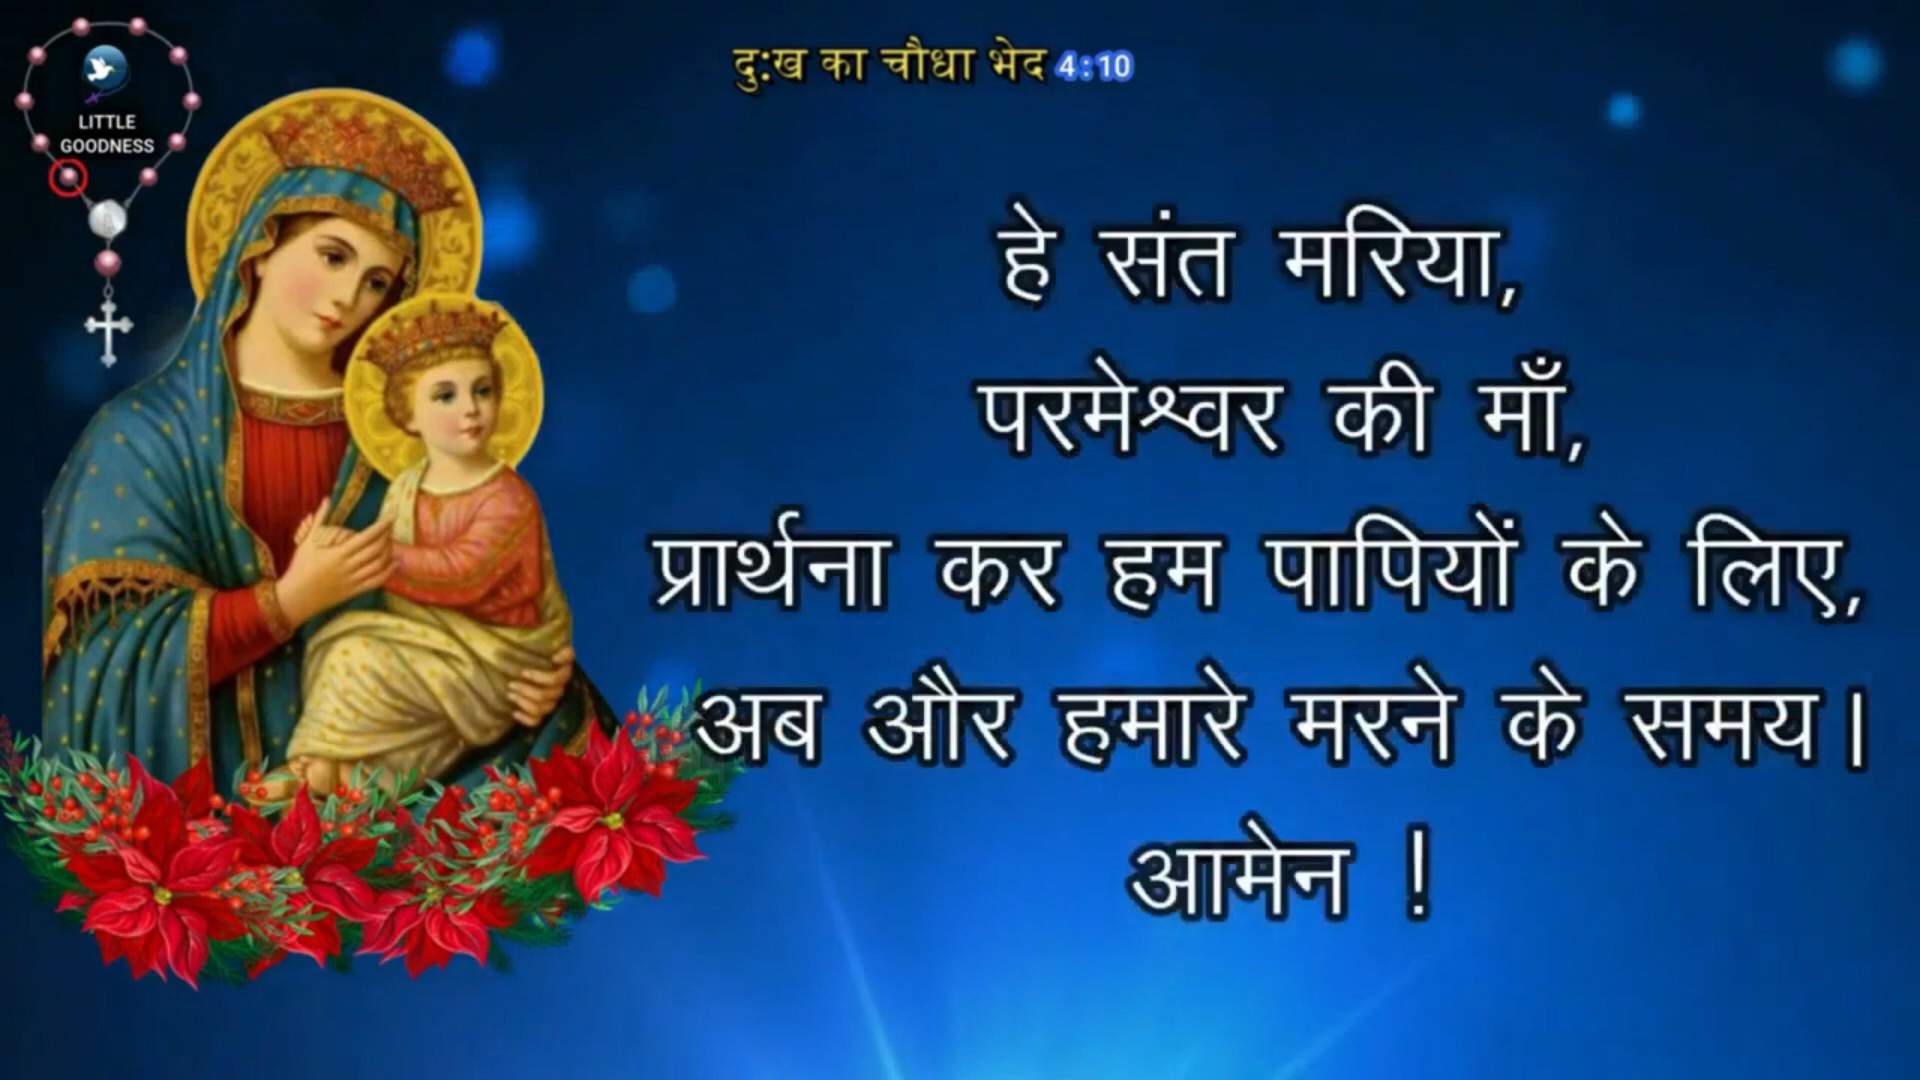 LITTLE
GOODNESS
दुःख का चौधा भेद 4:10
हे संत मरिया,
परमेश्वर की माँ,
प्रार्थना कर हम पापियों के लिए,
अब और हमारे मरने के समय।
आमेन !